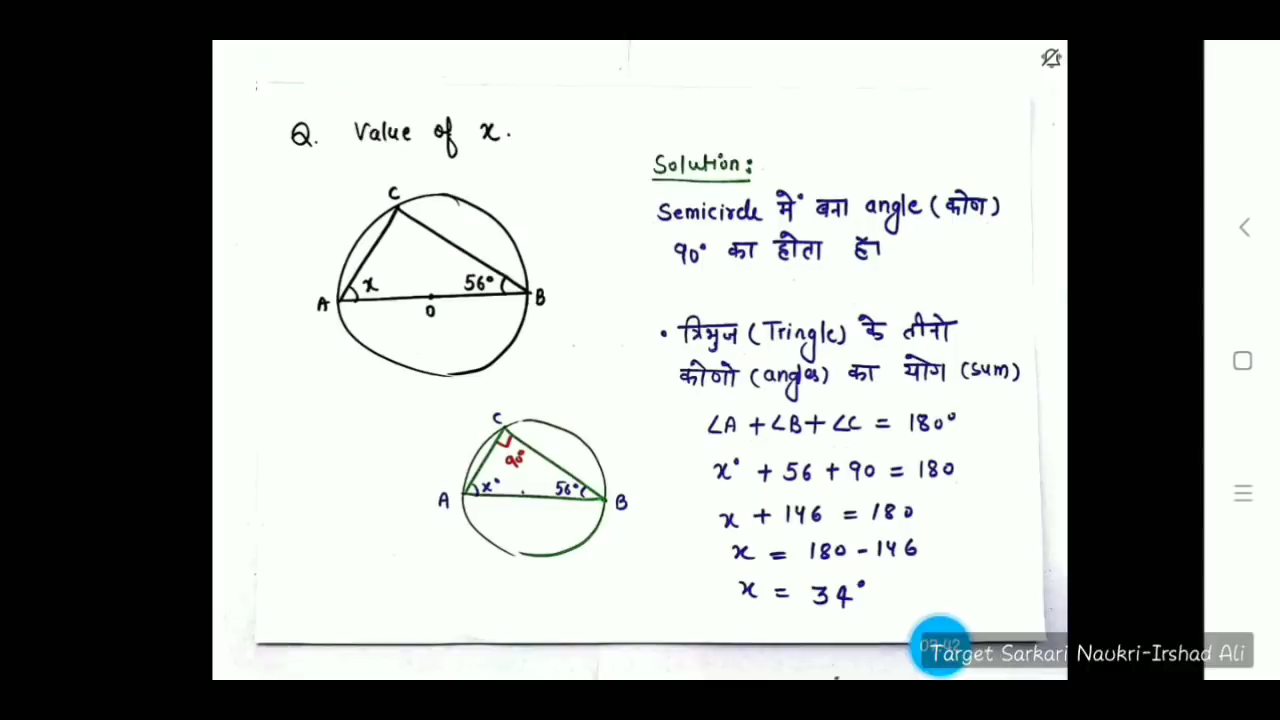 Q. Value of x.
C
x
56°
A
O
B
C
90°
x°
56°
A
B
Solution:
Semicircle में बना angle (कोण)
90° का होता है।
• त्रिभुज (Tringle) के तीनो
कोणो (angles) का योग (sum)
∠A + ∠B + ∠C = 180°
x° + 56 + 90 = 180
x + 146 = 180
x = 180 - 146
x = 34°
Target Sarkari Naukri-Irshad Ali